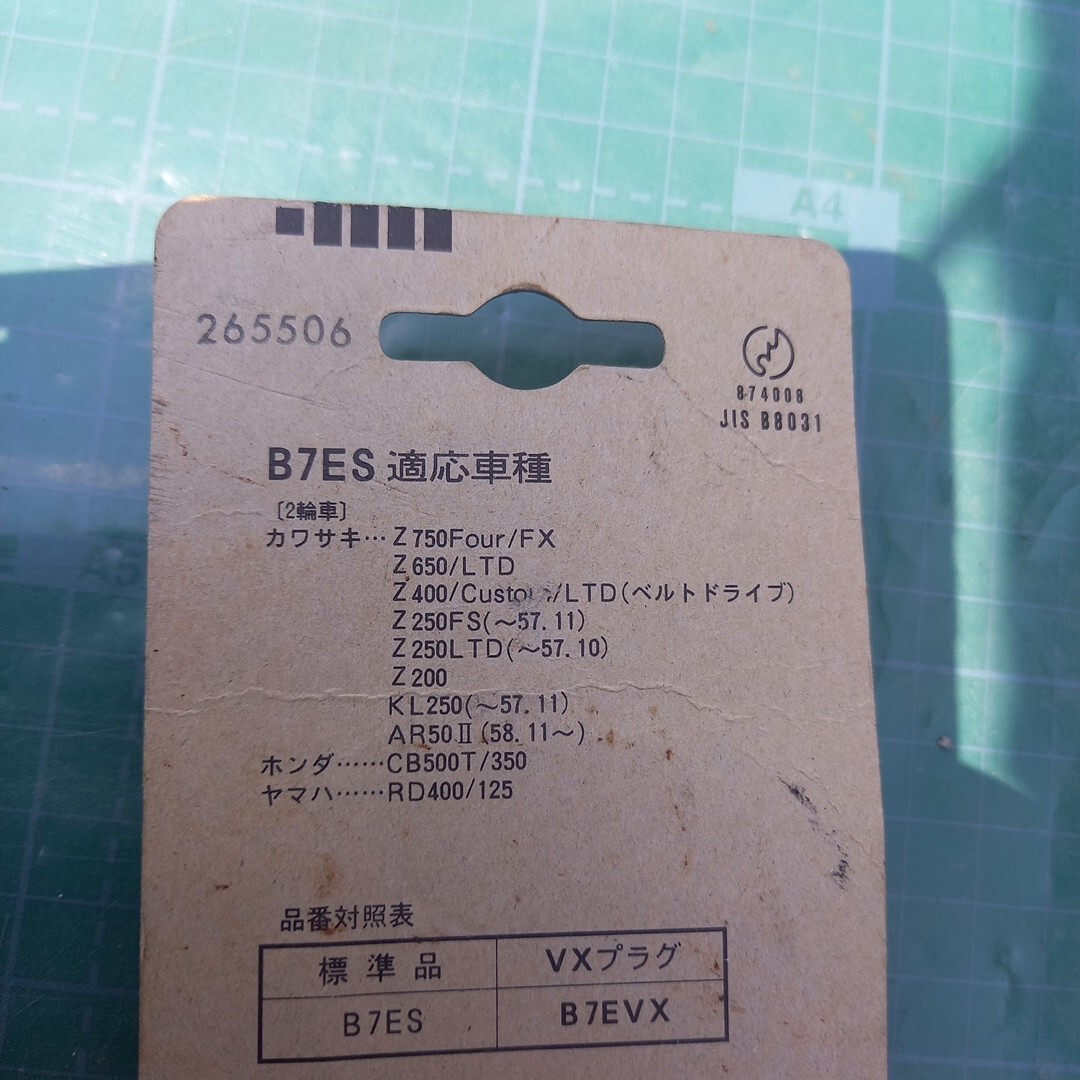 A4
265506
874008
JIS B8031
B7ES 適応車種
〔2輪車〕
カワサキ…Z750Four/FX
Z650/LTD
Z400/Custom/LTD(ベルトドライブ)
Z250FS(〜57.11)
Z250LTD(〜57.10)
Z200
KL250(〜57.11)
AR50Ⅱ(58.11〜)
ホンダ……CB500T/350
ヤマハ……RD400/125
品番対照表
標準品 VXプラグ
B7ES B7EVX
A5